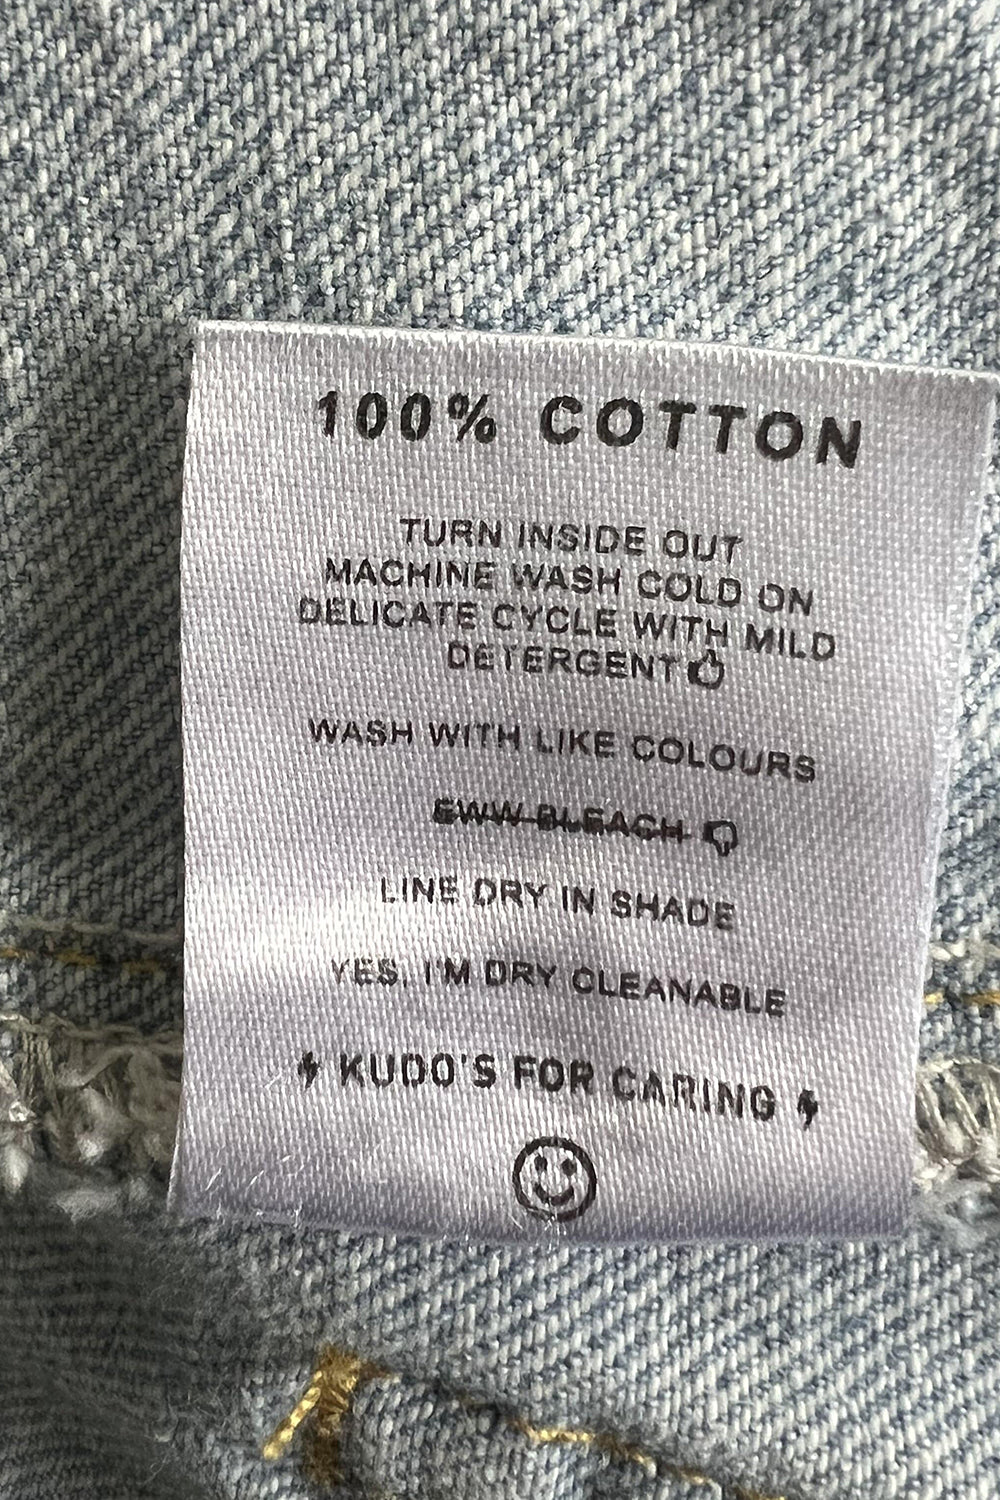 100% COTTON
TURN INSIDE OUT
MACHINE WASH COLD ON
DELICATE CYCLE WITH MILD
DETERGENT
WASH WITH LIKE COLOURS
EWW BLEACH
LINE DRY IN SHADE
YES, I'M DRY CLEANABLE
KUDO'S FOR CARING